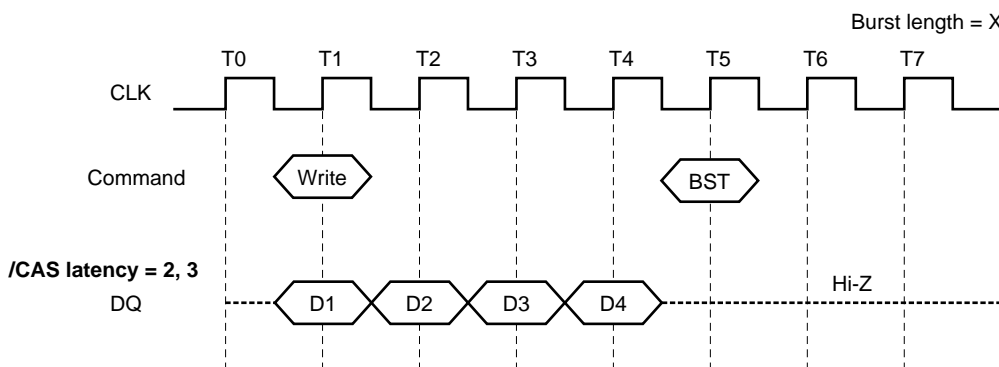 Burst length = X
T0 T1 T2 T3 T4 T5 T6 T7
CLK
Command Write BST
/CAS latency = 2, 3
DQ D1 D2 D3 D4 Hi-Z